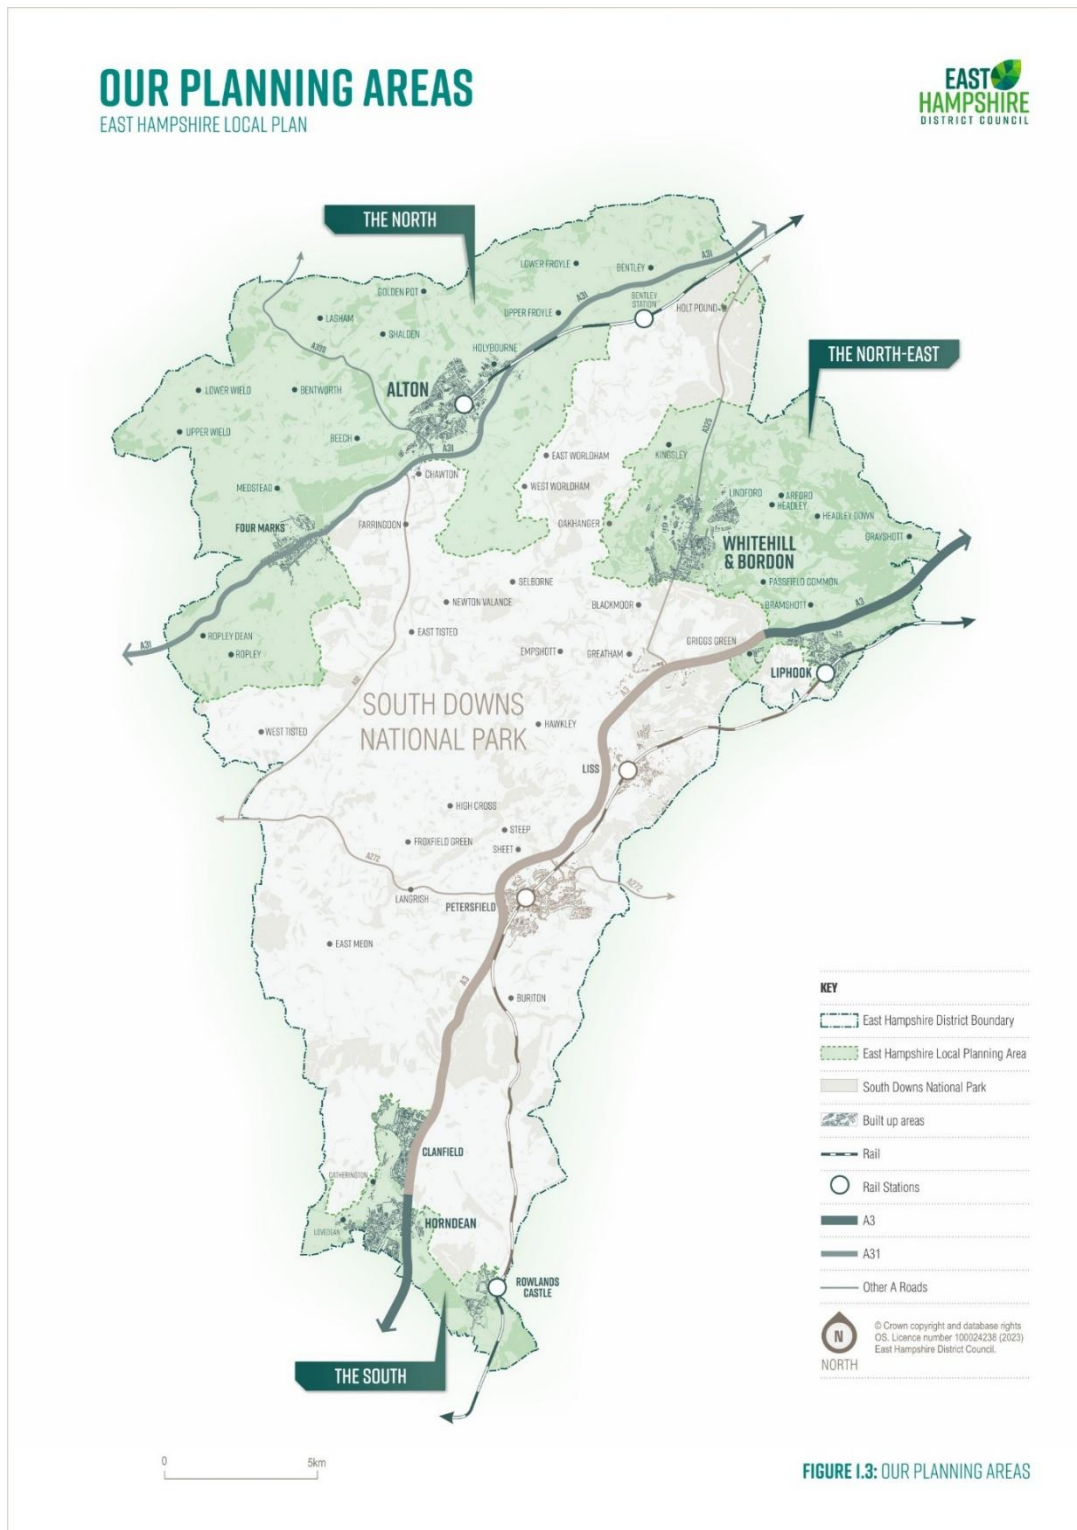 OUR PLANNING AREAS
EAST HAMPSHIRE LOCAL PLAN
EAST
HAMPSHIRE
DISTRICT COUNCIL
THE NORTH
LOWER FROYLE
BENTLEY
A31
GOLDEN POT
A31
BENTLEY
STATION
HOLT POUND
LASHAM
UPPER FROYLE
SHALDEN
A339
HOLYBOURNE
THE NORTH-EAST
LOWER WIELD
BENTWORTH
ALTON
UPPER WIELD
BEECH
A31
A325
KINGSLEY
EAST WORLDHAM
CHAWTON
MEDSTEAD
WEST WORLDHAM
LINDFORD
ARFORD
HEADLEY
HEADLEY DOWN
FOUR MARKS
FARRINGDON
OAKHANGER
GRAYSHOTT
WHITEHILL
& BORDON
SELBORNE
PASSFIELD COMMON
NEWTON VALANCE
BLACKMOOR
BRAMSHOTT
A3
ROPLEY DEAN
EAST TISTED
GRIGGS GREEN
A31
ROPLEY
EMPSHOTT
GREATHAM
LIPHOOK
A32
A3
SOUTH DOWNS
NATIONAL PARK
WEST TISTED
HAWKLEY
LISS
HIGH CROSS
STEEP
FROXFIELD GREEN
SHEET
A272
A272
LANGRISH
PETERSFIELD
EAST MEON
A3
BURITON
CLANFIELD
CATHERINGTON
HORNDEAN
LOVEDEAN
ROWLANDS
CASTLE
THE SOUTH
KEY
East Hampshire District Boundary
East Hampshire Local Planning Area
South Downs National Park
Built up areas
Rail
Rail Stations
A3
A31
Other A Roads
N
NORTH
© Crown copyright and database rights
OS. Licence number 100024238 (2023)
East Hampshire District Council.
0 5km
FIGURE 1.3: OUR PLANNING AREAS